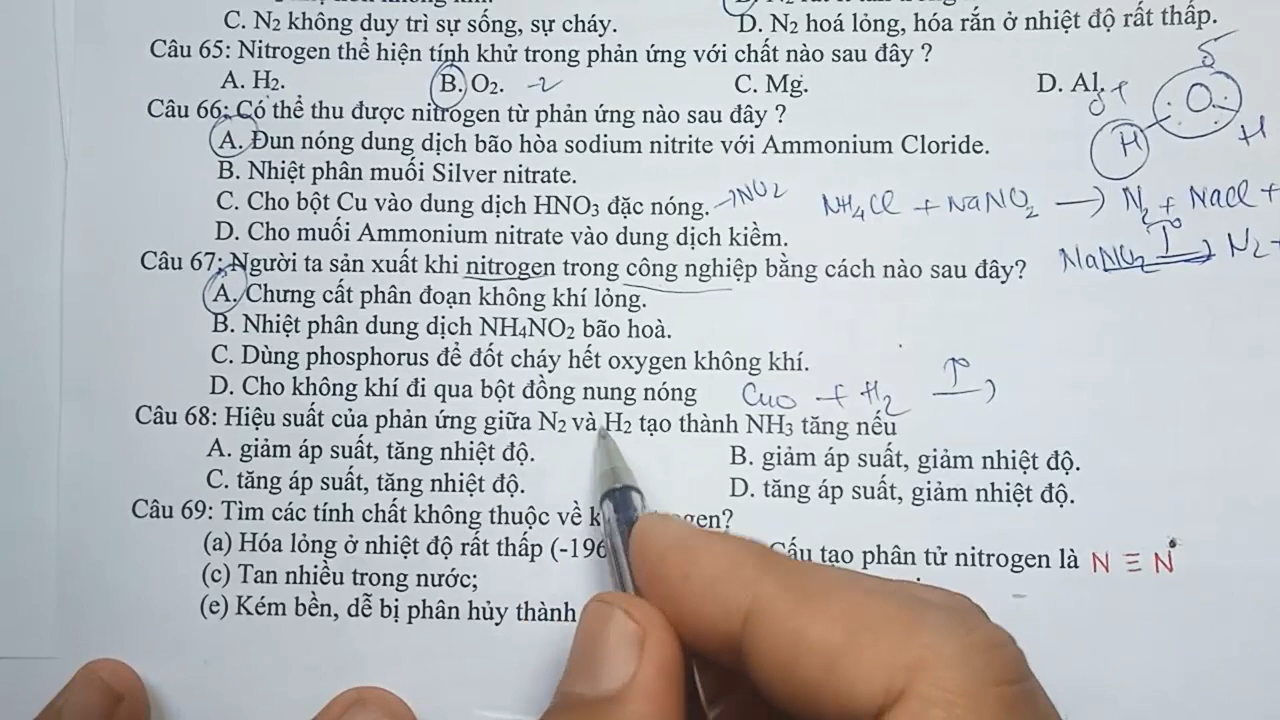 C. N2 không duy trì sự sống, sự cháy. D. N2 hoá lỏng, hóa rắn ở nhiệt độ rất thấp.
Câu 65: Nitrogen thể hiện tính khử trong phản ứng với chất nào sau đây ?
A. H2. B. O2. -2 C. Mg. D. Al.
Câu 66: Có thể thu được nitrogen từ phản ứng nào sau đây ?
A. Đun nóng dung dịch bão hòa sodium nitrite với Ammonium Cloride.
B. Nhiệt phân muối Silver nitrate.
C. Cho bột Cu vào dung dịch HNO3 đặc nóng. → NO2 NH4Cl + NaNO2 → N2 + NaCl +
D. Cho muối Ammonium nitrate vào dung dịch kiềm.
Câu 67: Người ta sản xuất khi nitrogen trong công nghiệp bằng cách nào sau đây? NaNO2 → N2 +
A. Chưng cất phân đoạn không khí lỏng.
B. Nhiệt phân dung dịch NH4NO2 bão hoà.
C. Dùng phosphorus để đốt cháy hết oxygen không khí.
D. Cho không khí đi qua bột đồng nung nóng CuO + H2 →
Câu 68: Hiệu suất của phản ứng giữa N2 và H2 tạo thành NH3 tăng nếu
A. giảm áp suất, tăng nhiệt độ. B. giảm áp suất, giảm nhiệt độ.
C. tăng áp suất, tăng nhiệt độ. D. tăng áp suất, giảm nhiệt độ.
Câu 69: Tìm các tính chất không thuộc về
(a) Hóa lỏng ở nhiệt độ rất thấp (-196 Cấu tạo phân tử nitrogen là N ≡ N
(c) Tan nhiều trong nước;
(e) Kém bền, dễ bị phân hủy thành